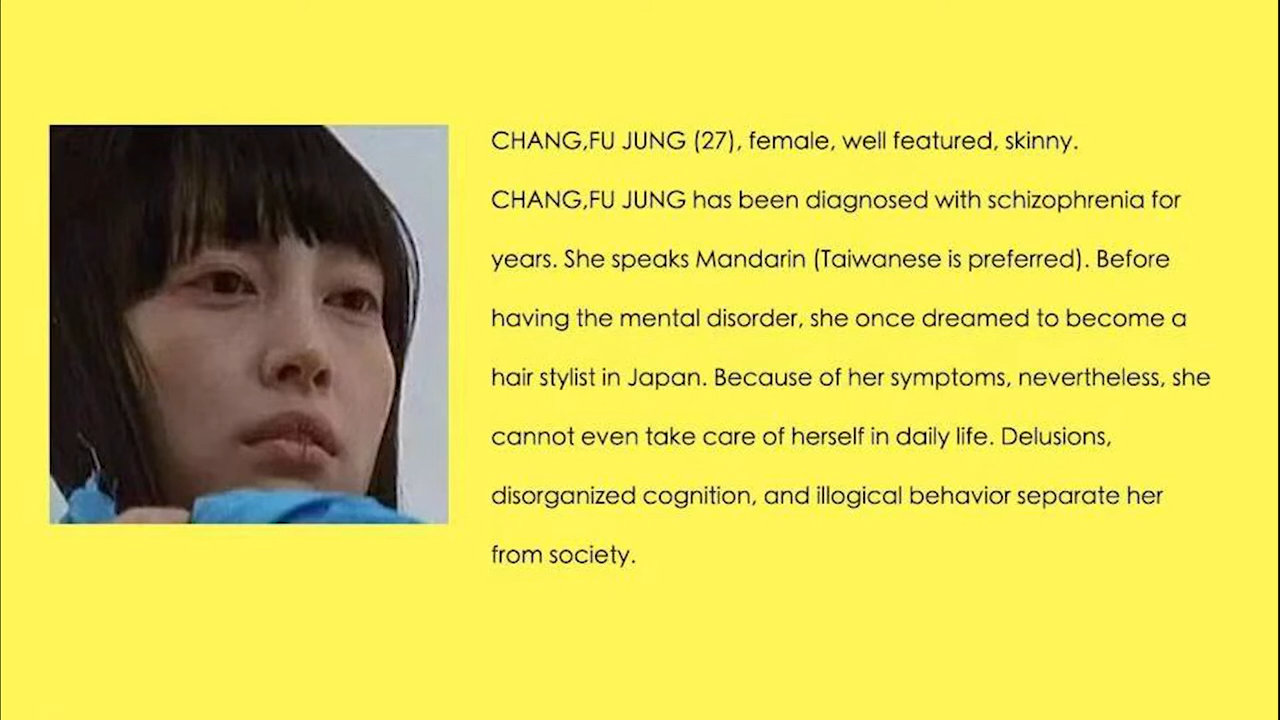 CHANG,FU JUNG (27), female, well featured, skinny.
CHANG,FU JUNG has been diagnosed with schizophrenia for
years. She speaks Mandarin (Taiwanese is preferred). Before
having the mental disorder, she once dreamed to become a
hair stylist in Japan. Because of her symptoms, nevertheless, she
cannot even take care of herself in daily life. Delusions,
disorganized cognition, and illogical behavior separate her
from society.